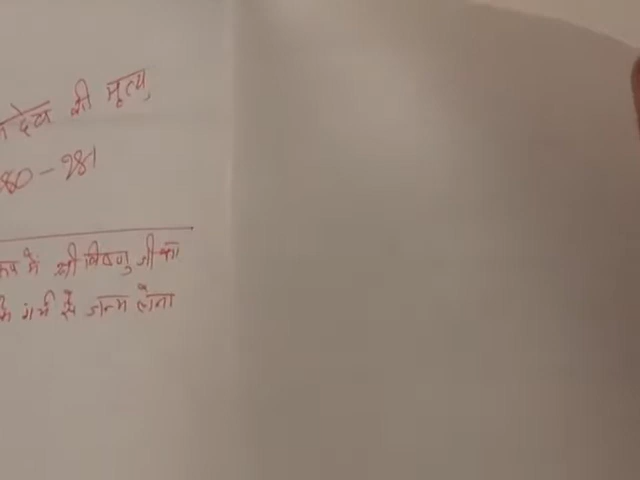 देव की मृत्यु
80-281
रूप में श्री विष्णु जी का
के गर्भ से जन्म लेना